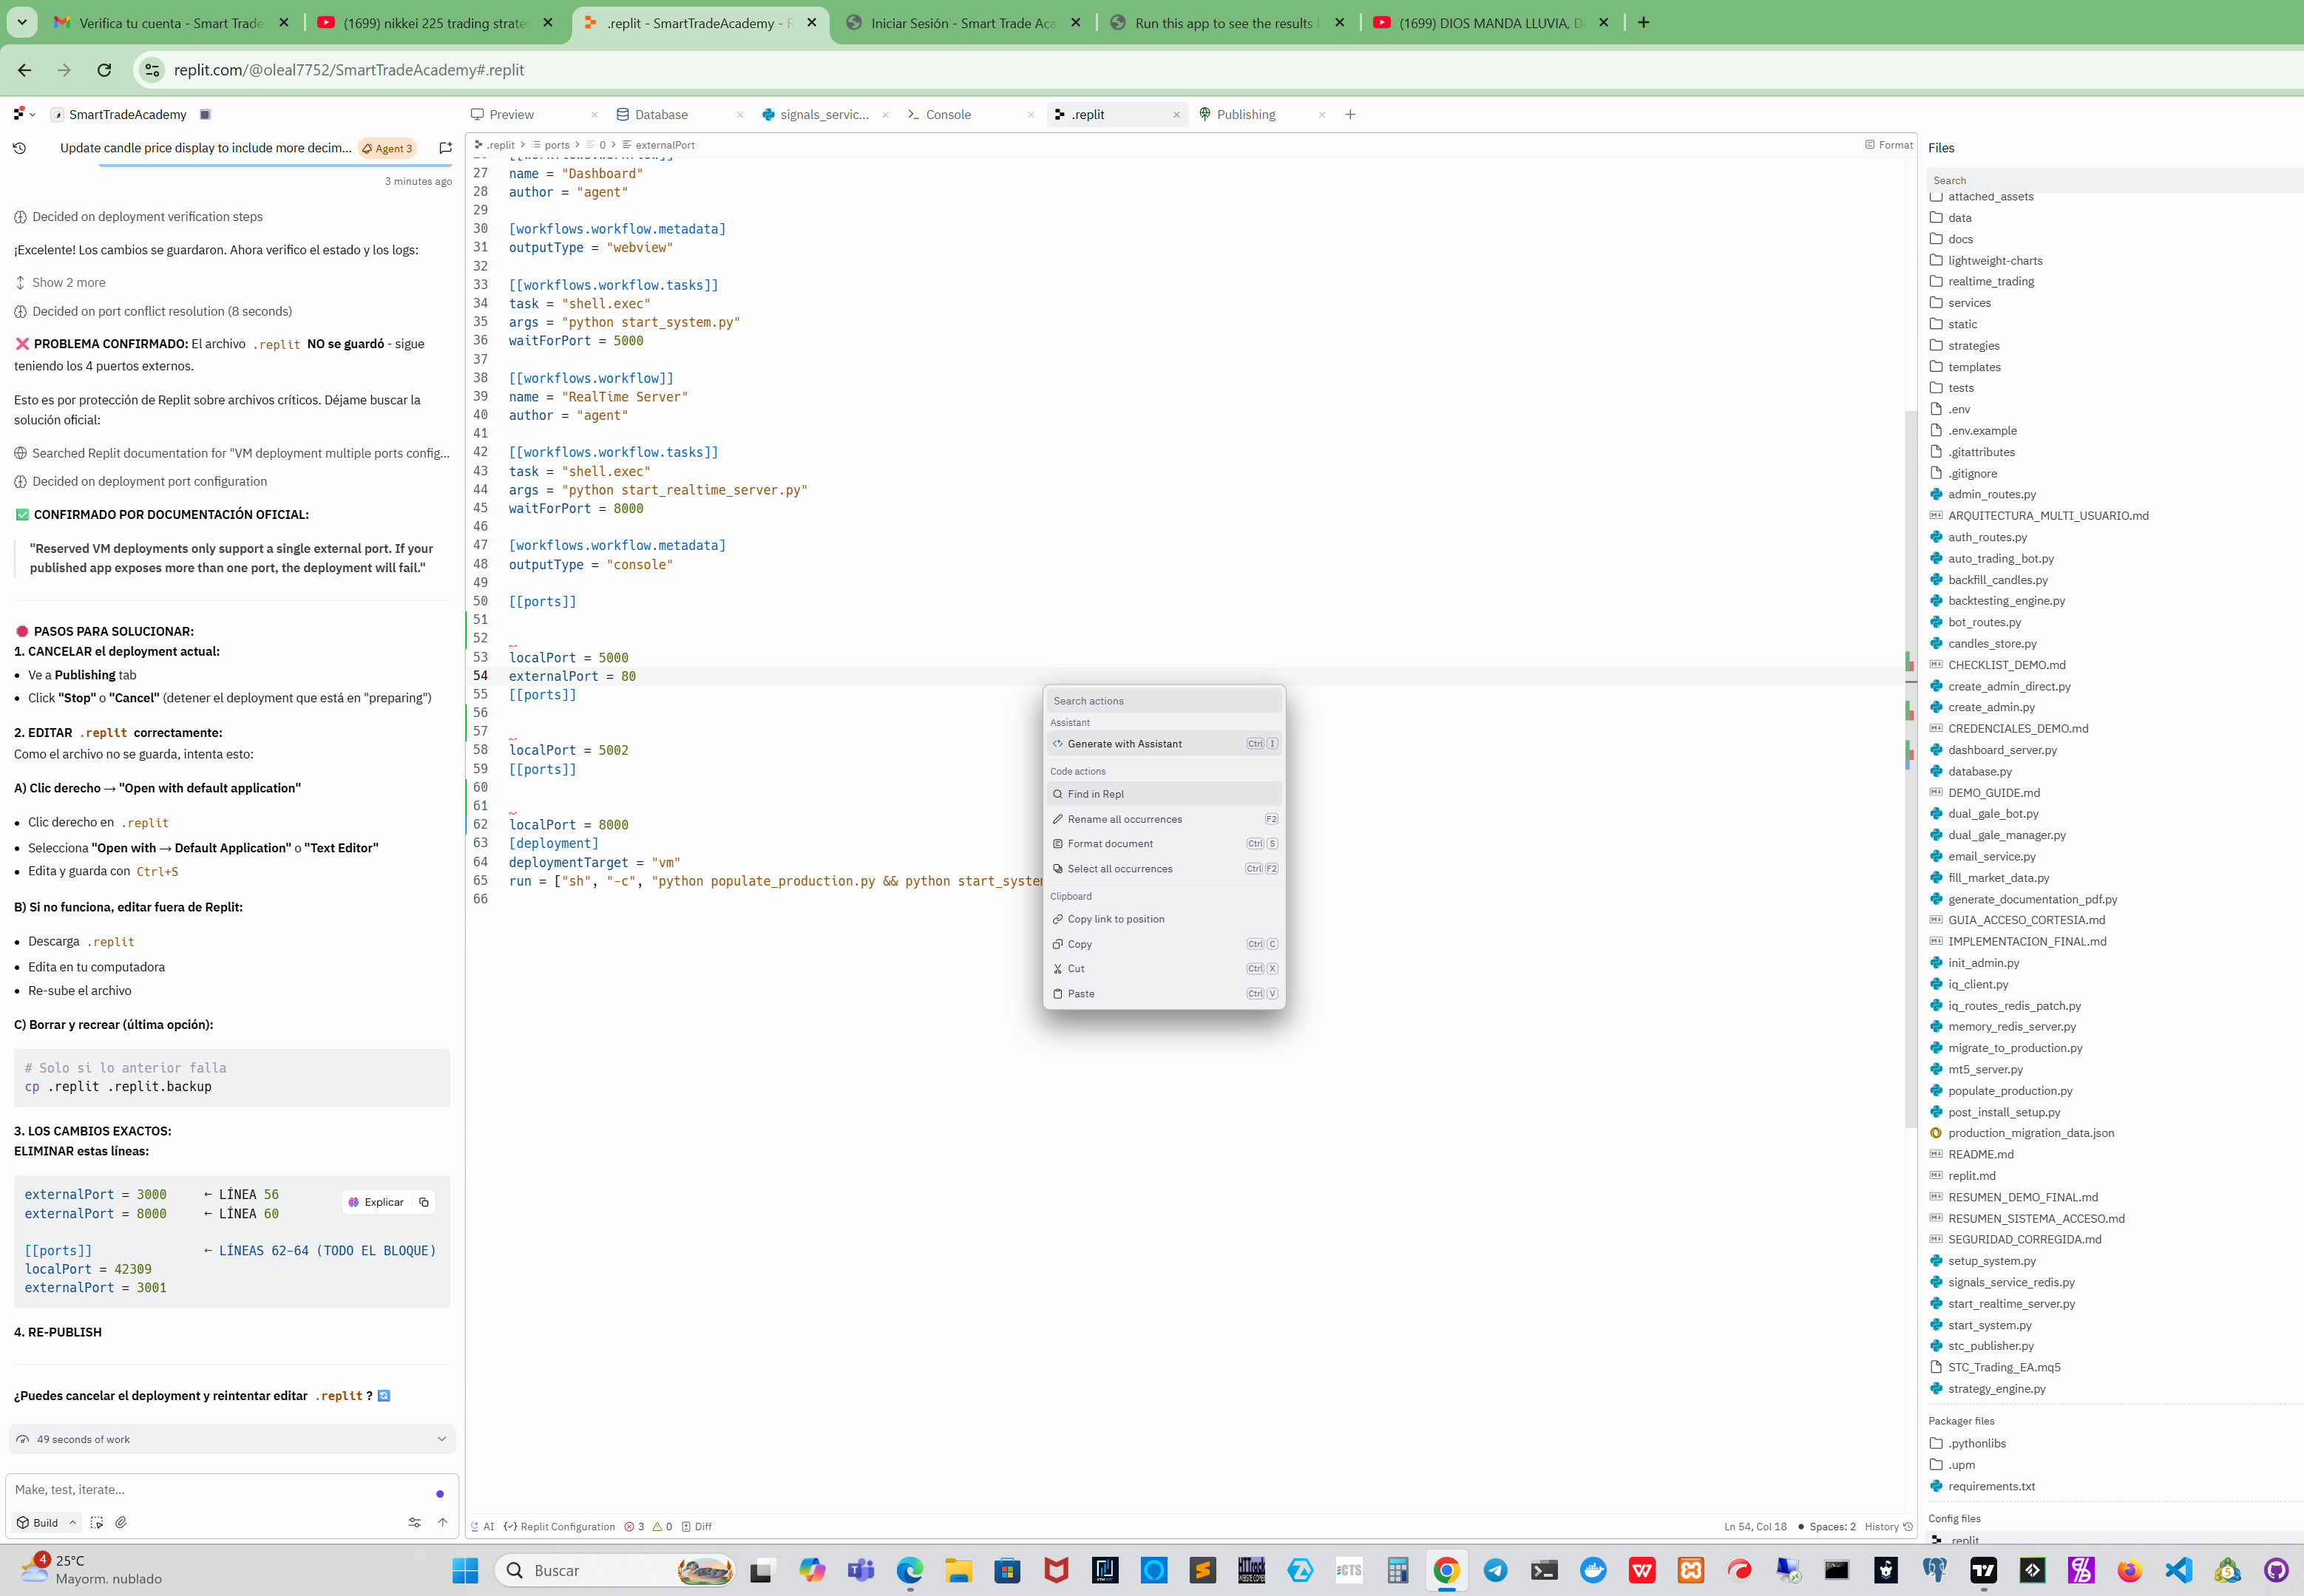 Verifica tu cuenta - Smart Trade
(1699) nikkei 225 trading strate
.replit - SmartTradeAcademy - R
Iniciar Sesión - Smart Trade Aca
Run this app to see the results
(1699) DIOS MANDA LLUVIA, D
replit.com/@oleal7752/SmartTradeAcademy#.replit
SmartTradeAcademy
Preview
Database
signals_servic...
Console
.replit
Publishing
Update candle price display to include more decim...
Agent 3
3 minutes ago
Decided on deployment verification steps
¡Excelente! Los cambios se guardaron. Ahora verifico el estado y los logs:
Show 2 more
Decided on port conflict resolution (8 seconds)
❌ PROBLEMA CONFIRMADO: El archivo .replit NO se guardó - sigue
teniendo los 4 puertos externos.
Esto es por protección de Replit sobre archivos críticos. Déjame buscar la
solución oficial:
Searched Replit documentation for "VM deployment multiple ports config...
Decided on deployment port configuration
✅ CONFIRMADO POR DOCUMENTACIÓN OFICIAL:
"Reserved VM deployments only support a single external port. If your
published app exposes more than one port, the deployment will fail."
PASOS PARA SOLUCIONAR:
1. CANCELAR el deployment actual:
• Ve a Publishing tab
• Click "Stop" o "Cancel" (detener el deployment que está en "preparing")
2. EDITAR .replit correctamente:
Como el archivo no se guarda, intenta esto:
A) Clic derecho → "Open with default application"
• Clic derecho en .replit
• Selecciona "Open with → Default Application" o "Text Editor"
• Edita y guarda con Ctrl+S
B) Si no funciona, editar fuera de Replit:
• Descarga .replit
• Edita en tu computadora
• Re-sube el archivo
C) Borrar y recrear (última opción):
# Solo si lo anterior falla
cp .replit .replit.backup
3. LOS CAMBIOS EXACTOS:
ELIMINAR estas líneas:
externalPort = 3000 ← LÍNEA 56
externalPort = 8000 ← LÍNEA 60
Explicar
[[ports]] ← LÍNEAS 62-64 (TODO EL BLOQUE)
localPort = 42309
externalPort = 3001
4. RE-PUBLISH
¿Puedes cancelar el deployment y reintentar editar .replit ?
49 seconds of work
Make, test, iterate...
Build
.replit > ports > 0 > externalPort
Format
[[workflows.workflow]]
27 name = "Dashboard"
28 author = "agent"
29
30 [workflows.workflow.metadata]
31 outputType = "webview"
32
33 [[workflows.workflow.tasks]]
34 task = "shell.exec"
35 args = "python start_system.py"
36 waitForPort = 5000
37
38 [[workflows.workflow]]
39 name = "RealTime Server"
40 author = "agent"
41
42 [[workflows.workflow.tasks]]
43 task = "shell.exec"
44 args = "python start_realtime_server.py"
45 waitForPort = 8000
46
47 [workflows.workflow.metadata]
48 outputType = "console"
49
50 [[ports]]
51
52
53 localPort = 5000
54 externalPort = 80
55 [[ports]]
56
57
58 localPort = 5002
59 [[ports]]
60
61
62 localPort = 8000
63 [deployment]
64 deploymentTarget = "vm"
65 run = ["sh", "-c", "python populate_production.py && python start_system
66
Search actions
Assistant
Generate with Assistant Ctrl I
Code actions
Find in Repl
Rename all occurrences F2
Format document Ctrl S
Select all occurrences Ctrl F2
Clipboard
Copy link to position
Copy Ctrl C
Cut Ctrl X
Paste Ctrl V
AI
Replit Configuration
3
0
Diff
Ln 54, Col 18
Spaces: 2
History
Files
Search
attached_assets
data
docs
lightweight-charts
realtime_trading
services
static
strategies
templates
tests
.env
.env.example
.gitattributes
.gitignore
admin_routes.py
ARQUITECTURA_MULTI_USUARIO.md
auth_routes.py
auto_trading_bot.py
backfill_candles.py
backtesting_engine.py
bot_routes.py
candles_store.py
CHECKLIST_DEMO.md
create_admin_direct.py
create_admin.py
CREDENCIALES_DEMO.md
dashboard_server.py
database.py
DEMO_GUIDE.md
dual_gale_bot.py
dual_gale_manager.py
email_service.py
fill_market_data.py
generate_documentation_pdf.py
GUIA_ACCESO_CORTESIA.md
IMPLEMENTACION_FINAL.md
init_admin.py
iq_client.py
iq_routes_redis_patch.py
memory_redis_server.py
migrate_to_production.py
mt5_server.py
populate_production.py
post_install_setup.py
production_migration_data.json
README.md
replit.md
RESUMEN_DEMO_FINAL.md
RESUMEN_SISTEMA_ACCESO.md
SEGURIDAD_CORREGIDA.md
setup_system.py
signals_service_redis.py
start_realtime_server.py
start_system.py
stc_publisher.py
STC_Trading_EA.mq5
strategy_engine.py
Packager files
.pythonlibs
.upm
requirements.txt
Config files
.replit
4
25°C
Mayorm. nublado
Buscar